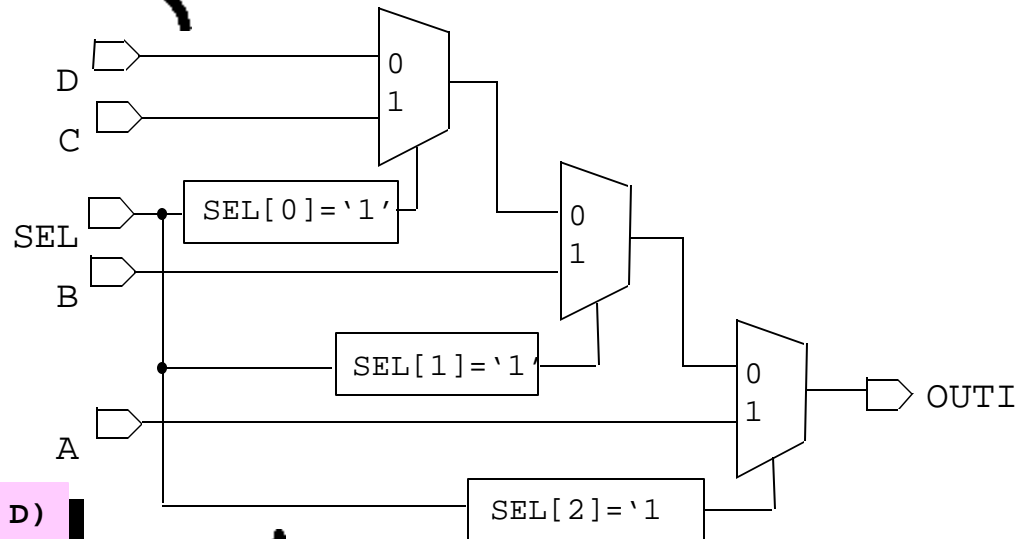 D
0
1
C
SEL
SEL[0]=‘1’
0
1
B
SEL[1]=‘1’
0
1
OUTI
A
SEL[2]=‘1
D)